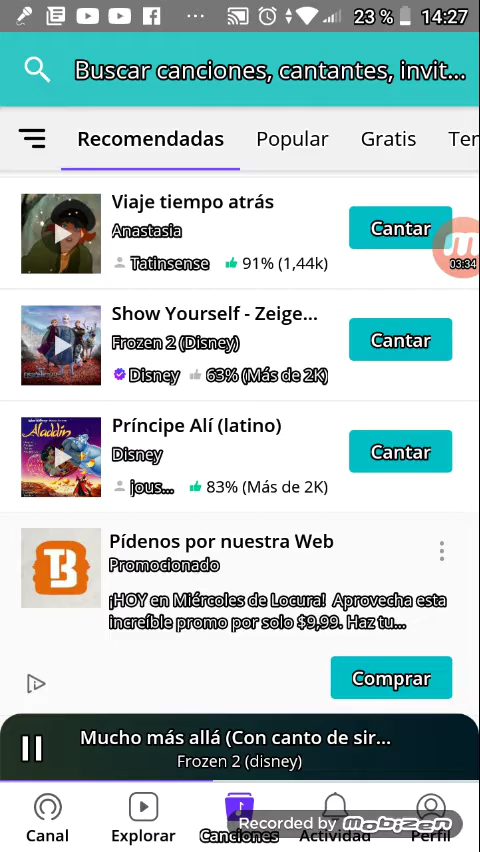 23 % 14:27
Buscar canciones, cantantes, invit...
Recomendadas Popular Gratis Ter
Viaje tiempo atrás
Anastasia
Tatinsense 91% (1,44k)
Cantar
03:34
Show Yourself - Zeige...
Frozen 2 (Disney)
Disney 63% (Más de 2K)
Cantar
Aladdin
Príncipe Alí (latino)
Disney
jous... 83% (Más de 2K)
Cantar
TB
Pídenos por nuestra Web
Promocionado
¡HOY en Miércoles de Locura! Aprovecha esta
increíble promo por solo $9,99. Haz tu...
Comprar
Mucho más allá (Con canto de sir...
Frozen 2 (disney)
Canal Explorar Canciones Actividad Perfil
Recorded by Mobizen